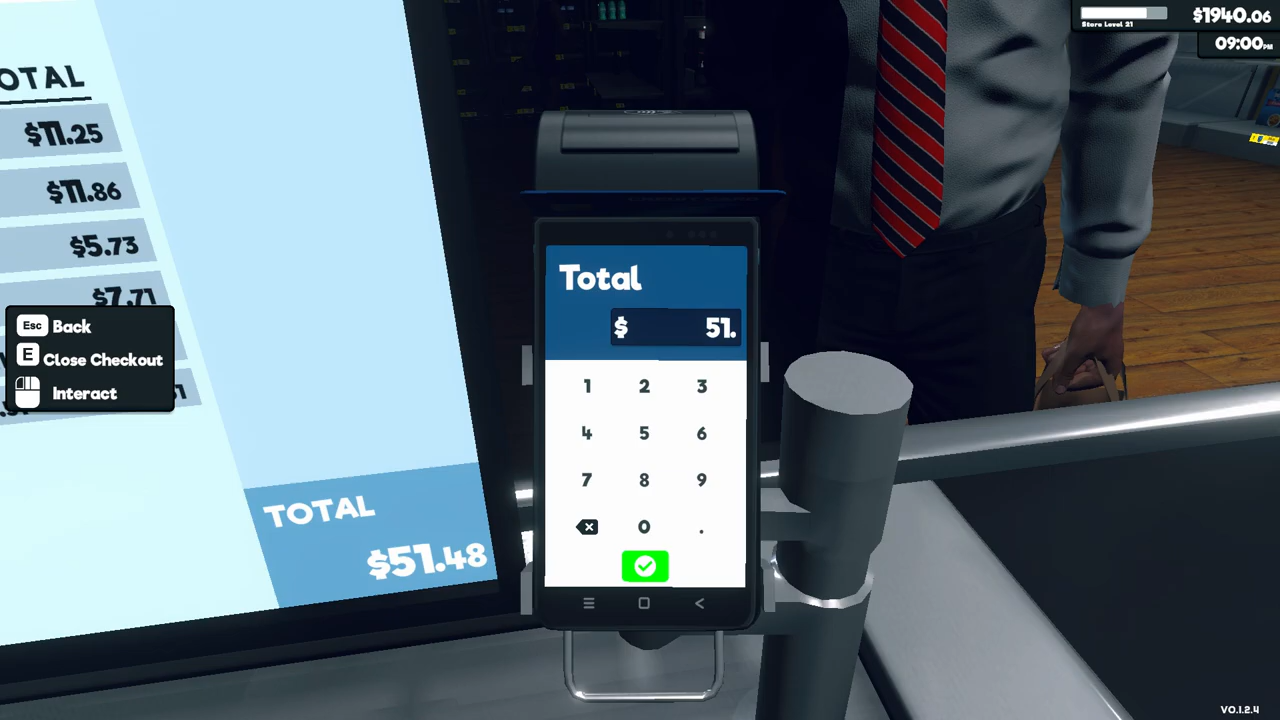 $1940.06
Store Level 21
09:00PM
OTAL
$11.25
$11.86
$5.73
$7.71
Esc Back
E Close Checkout
Interact
TOTAL
$51.48
Total
$ 51.
1 2 3
4 5 6
7 8 9
0 .
V0.1.2.4